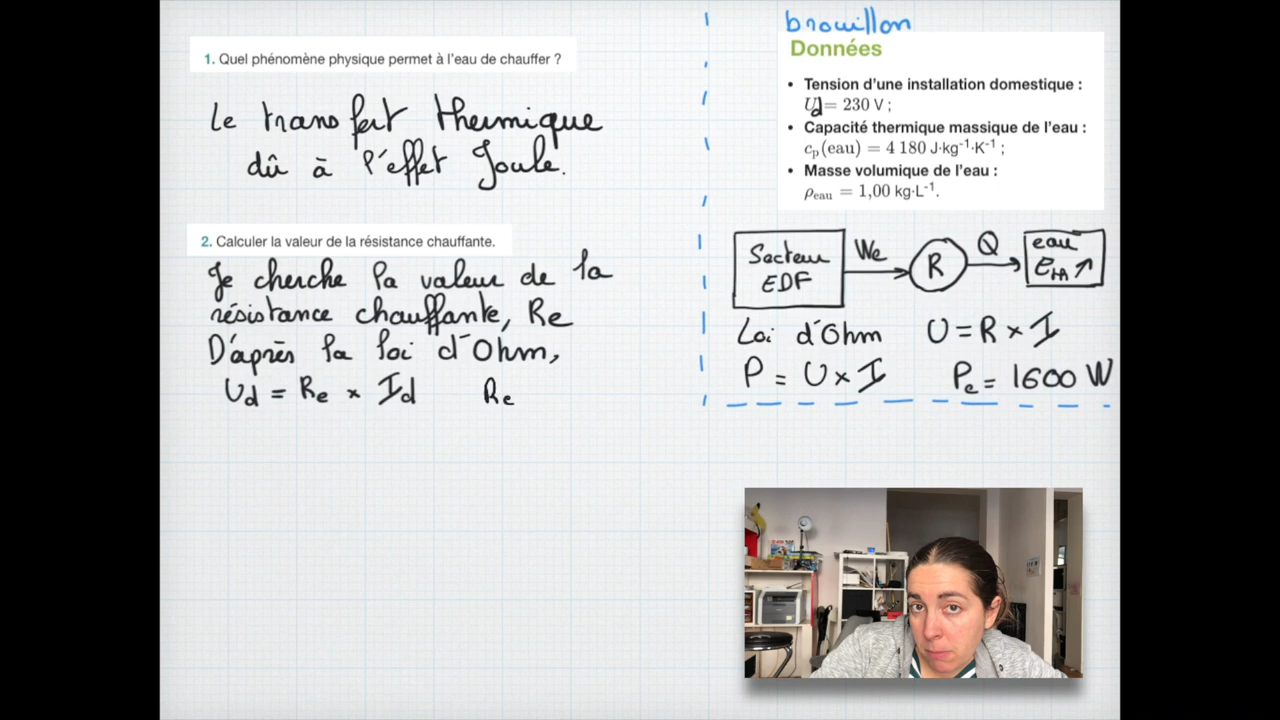 1. Quel phénomène physique permet à l'eau de chauffer ?
Le transfert thermique
dû à l'effet Joule.
2. Calculer la valeur de la résistance chauffante.
Je cherche la valeur de la
résistance chauffante, Re
D'après la loi d'Ohm,
Ud = Re × Id Re
brouillon
Données
• Tension d'une installation domestique :
Ud = 230 V ;
• Capacité thermique massique de l'eau :
cp(eau) = 4 180 J·kg⁻¹·K⁻¹ ;
• Masse volumique de l'eau :
ρeau = 1,00 kg·L⁻¹.
Secteur
EDF
We
R
Q
eau
Eth ↗
Loi d'Ohm U = R × I
P = U × I Pe = 1600 W